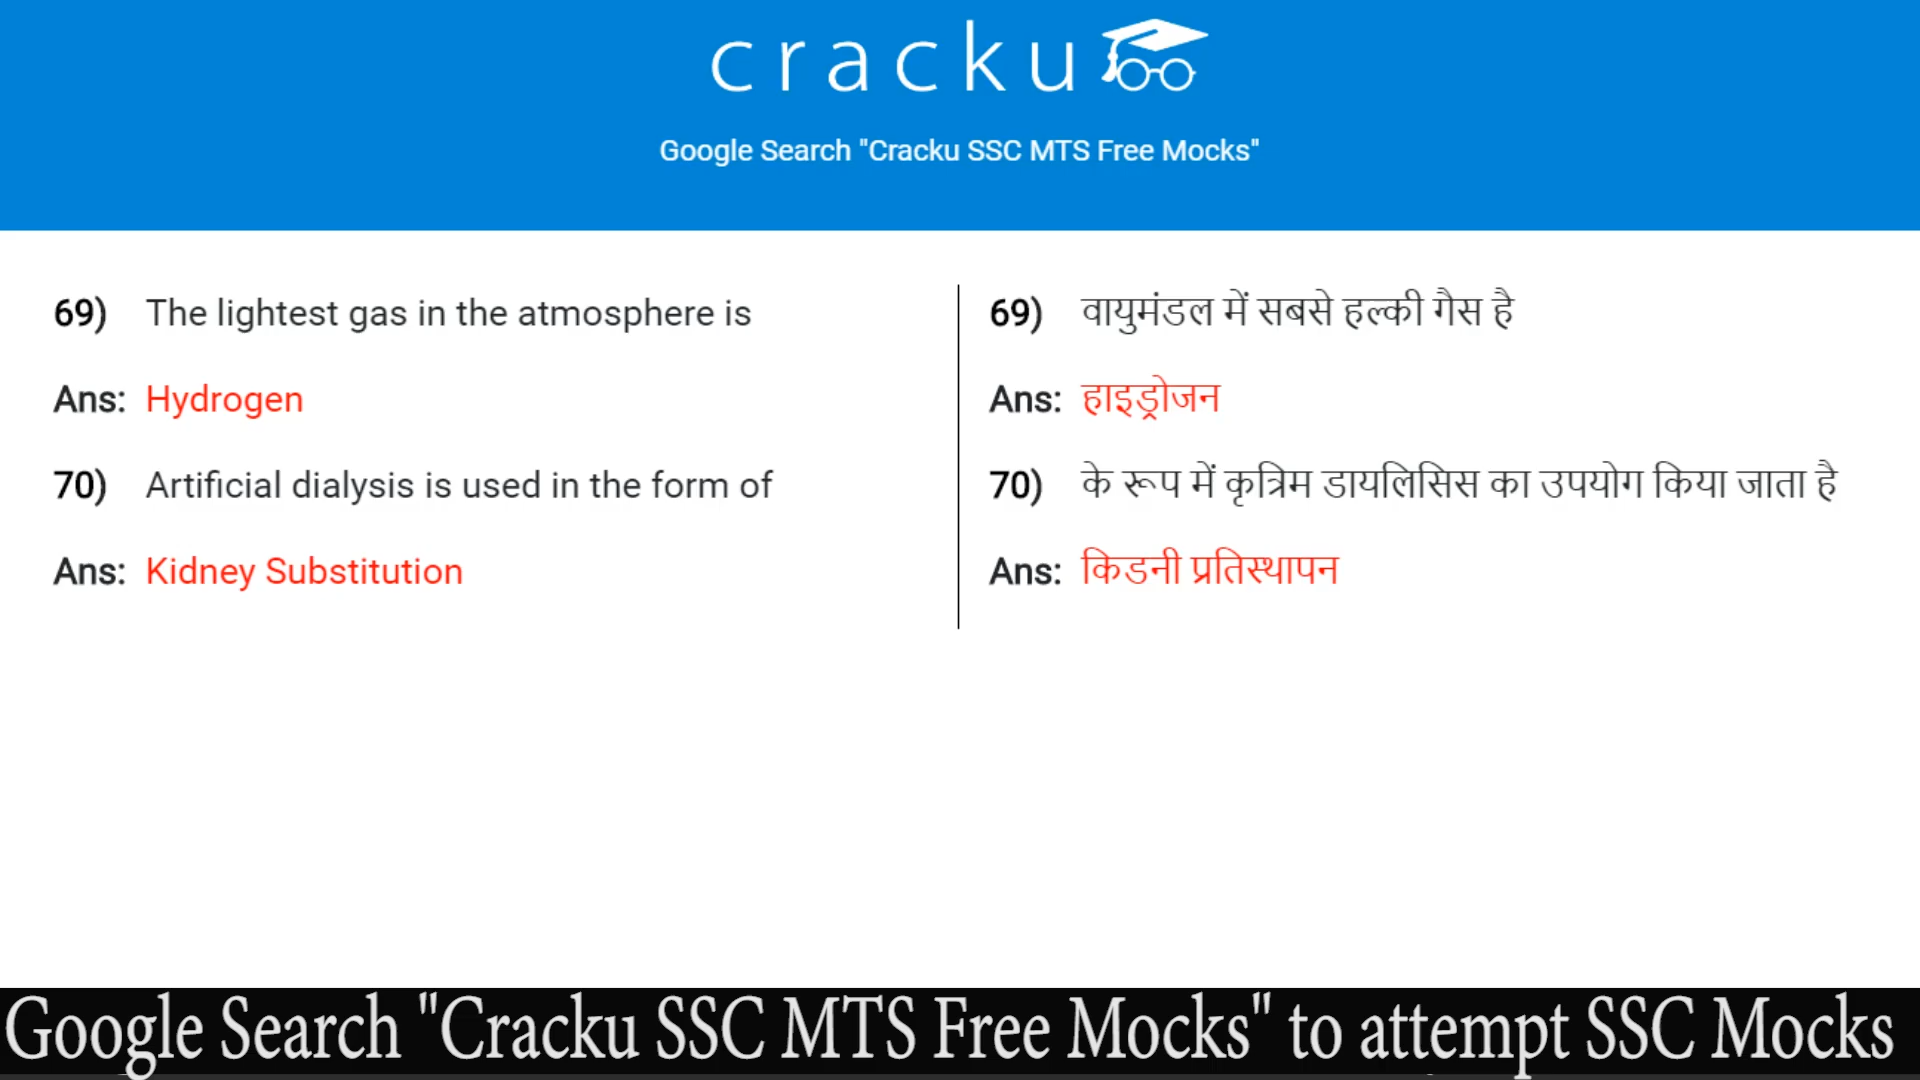 cracku
Google Search "Cracku SSC MTS Free Mocks"
69) The lightest gas in the atmosphere is
Ans: Hydrogen
70) Artificial dialysis is used in the form of
Ans: Kidney Substitution
69) वायुमंडल में सबसे हल्की गैस है
Ans: हाइड्रोजन
70) के रूप में कृत्रिम डायलिसिस का उपयोग किया जाता है
Ans: किडनी प्रतिस्थापन
Google Search "Cracku SSC MTS Free Mocks" to attempt SSC Mocks